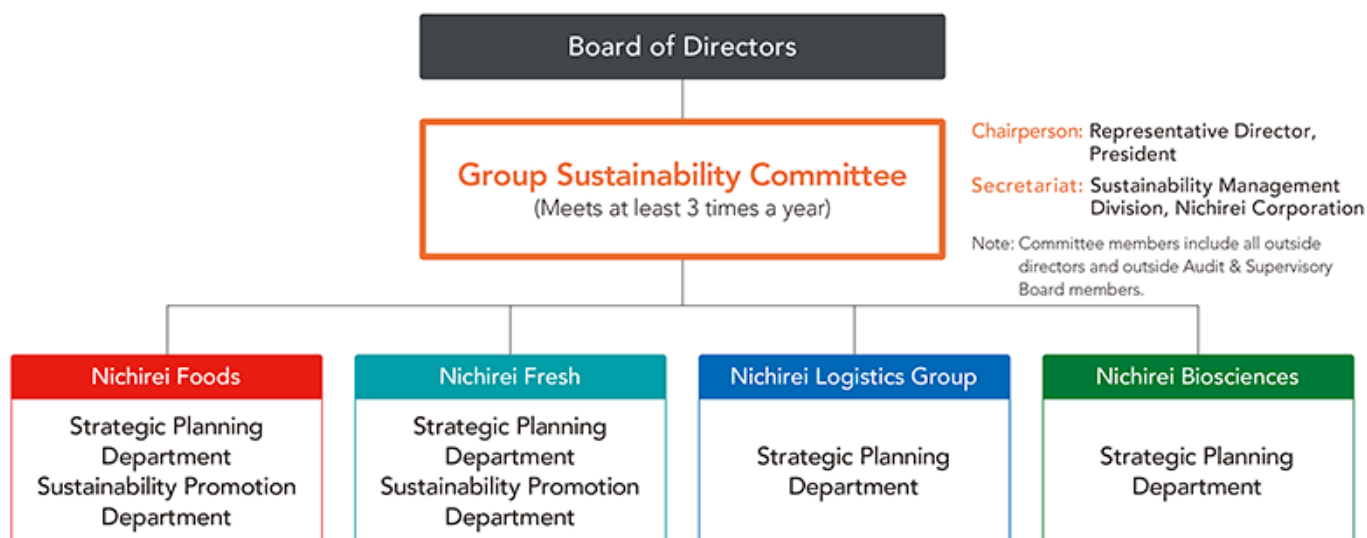 Board of Directors
Group Sustainability Committee
(Meets at least 3 times a year)
Chairperson: Representative Director,
President
Secretariat: Sustainability Management
Division, Nichirei Corporation
Note: Committee members include all outside
directors and outside Audit & Supervisory
Board members.
Nichirei Foods
Strategic Planning
Department
Sustainability Promotion
Department
Nichirei Fresh
Strategic Planning
Department
Sustainability Promotion
Department
Nichirei Logistics Group
Strategic Planning
Department
Nichirei Biosciences
Strategic Planning
Department